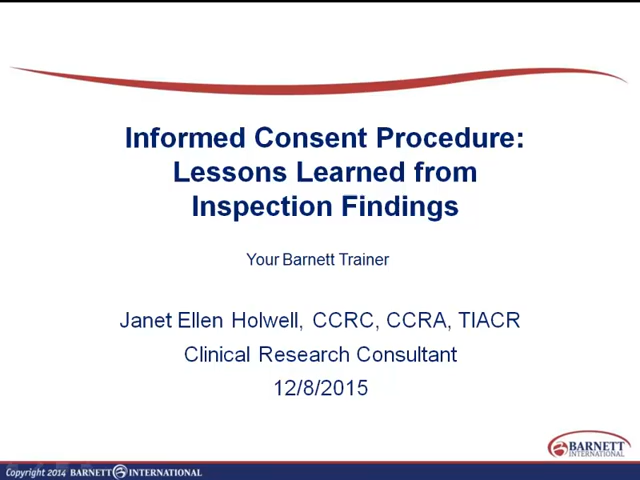 Informed Consent Procedure:
Lessons Learned from
Inspection Findings
Your Barnett Trainer
Janet Ellen Holwell, CCRC, CCRA, TIACR
Clinical Research Consultant
12/8/2015
BARNETT
INTERNATIONAL
Copyright 2014 BARNETT INTERNATIONAL